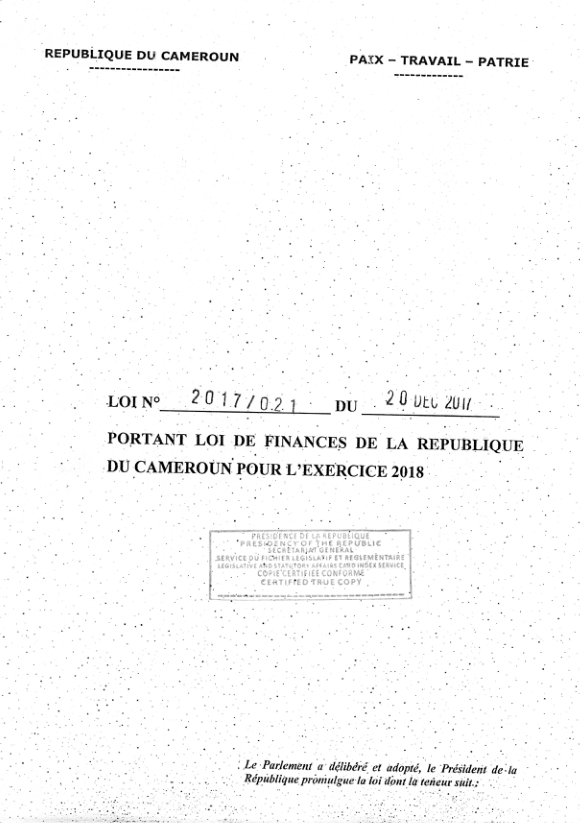 REPUBLIQUE DU CAMEROUN
-----------------
PAIX – TRAVAIL – PATRIE
-------------
LOI N° 2017/021 DU 20 DEC 2017
PORTANT LOI DE FINANCES DE LA REPUBLIQUE
DU CAMEROUN POUR L'EXERCICE 2018
PRESIDENCE DE LA REPUBLIQUE
PRESIDENCY OF THE REPUBLIC
SECRETARIAT GENERAL
SERVICE DU FICHIER LEGISLATIF ET REGLEMENTAIRE
LEGISLATIVE AND STATUTORY AFFAIRS CARD INDEX SERVICE
COPIE CERTIFIEE CONFORME
CERTIFIED TRUE COPY
Le Parlement a délibéré et adopté, le Président de la
République promulgue la loi dont la teneur suit :